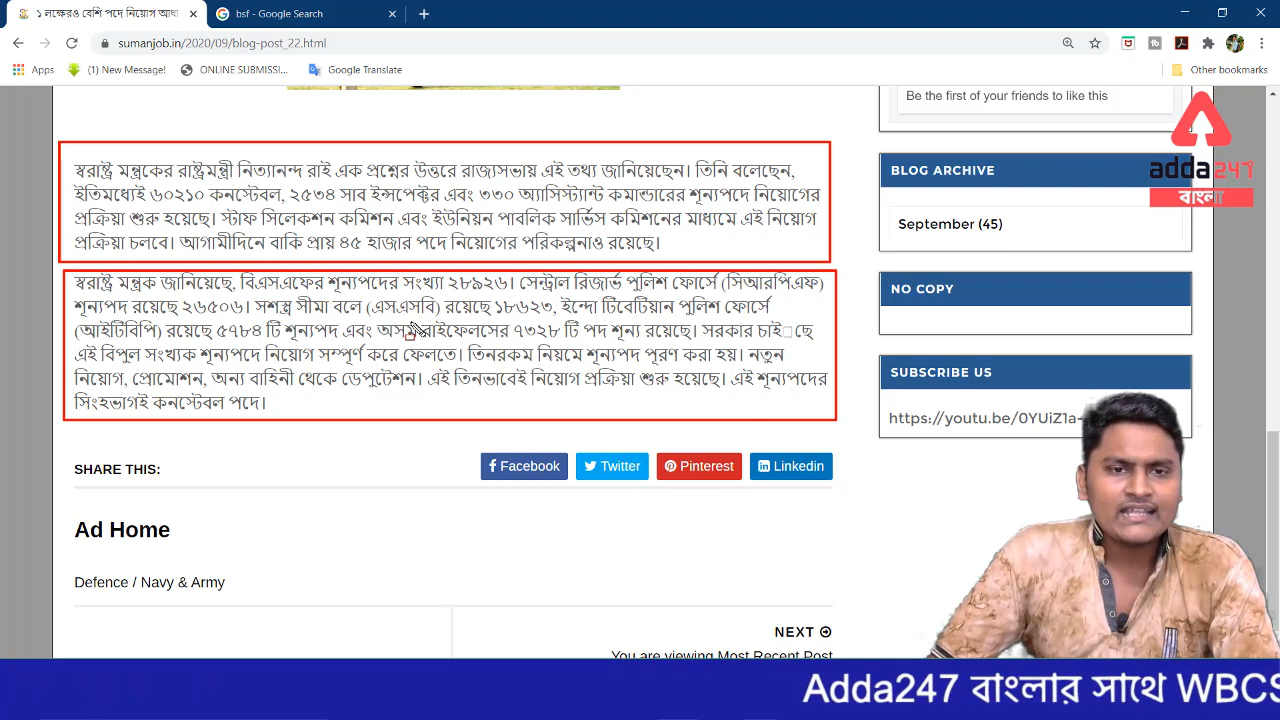 ১ লক্ষেরও বেশি পদে নিয়োগ আধা
bsf - Google Search
sumanjob.in/2020/09/blog-post_22.html
Apps
(1) New Message!
ONLINE SUBMISSI...
Google Translate
Other bookmarks
Be the first of your friends to like this
adda247
বাংলা
স্বরাষ্ট্র মন্ত্রকের রাষ্ট্রমন্ত্রী নিত্যানন্দ রাই এক প্রশ্নের উত্তরে রাজ্যসভায় এই তথ্য জানিয়েছেন। তিনি বলেছেন,
ইতিমধ্যেই ৬০২১০ কনস্টেবল, ২৫৩৪ সাব ইন্সপেক্টর এবং ৩৩০ অ্যাসিস্ট্যান্ট কমান্ডারের শূন্যপদে নিয়োগের
প্রক্রিয়া শুরু হয়েছে। স্টাফ সিলেকশন কমিশন এবং ইউনিয়ন পাবলিক সার্ভিস কমিশনের মাধ্যমে এই নিয়োগ
প্রক্রিয়া চলবে। আগামীদিনে বাকি প্রায় ৪৫ হাজার পদে নিয়োগের পরিকল্পনাও রয়েছে।
স্বরাষ্ট্র মন্ত্রক জানিয়েছে, বিএসএফের শূন্যপদের সংখ্যা ২৮৯২৬। সেন্ট্রাল রিজার্ভ পুলিশ ফোর্সে (সিআরপিএফ)
শূন্যপদ রয়েছে ২৬৫০৬। সশস্ত্র সীমা বলে (এসএসবি) রয়েছে ১৮৬২৩, ইন্দো টিবেটিয়ান পুলিশ ফোর্সে
(আইটিবিপি) রয়েছে ৫৭৮৪ টি শূন্যপদ এবং অসম রাইফেলসের ৭৩২৮ টি পদ শূন্য রয়েছে। সরকার চাইছে
এই বিপুল সংখ্যক শূন্যপদে নিয়োগ সম্পূর্ণ করে ফেলতে। তিনরকম নিয়মে শূন্যপদ পূরণ করা হয়। নতুন
নিয়োগ, প্রোমোশন, অন্য বাহিনী থেকে ডেপুটেশন। এই তিনভাবেই নিয়োগ প্রক্রিয়া শুরু হয়েছে। এই শূন্যপদের
সিংহভাগই কনস্টেবল পদে।
BLOG ARCHIVE
September (45)
NO COPY
SUBSCRIBE US
https://youtu.be/0YUiZ1a-
SHARE THIS:
Facebook
Twitter
Pinterest
Linkedin
Ad Home
Defence / Navy & Army
NEXT
You are viewing Most Recent Post
Adda247 বাংলার সাথে WBCS